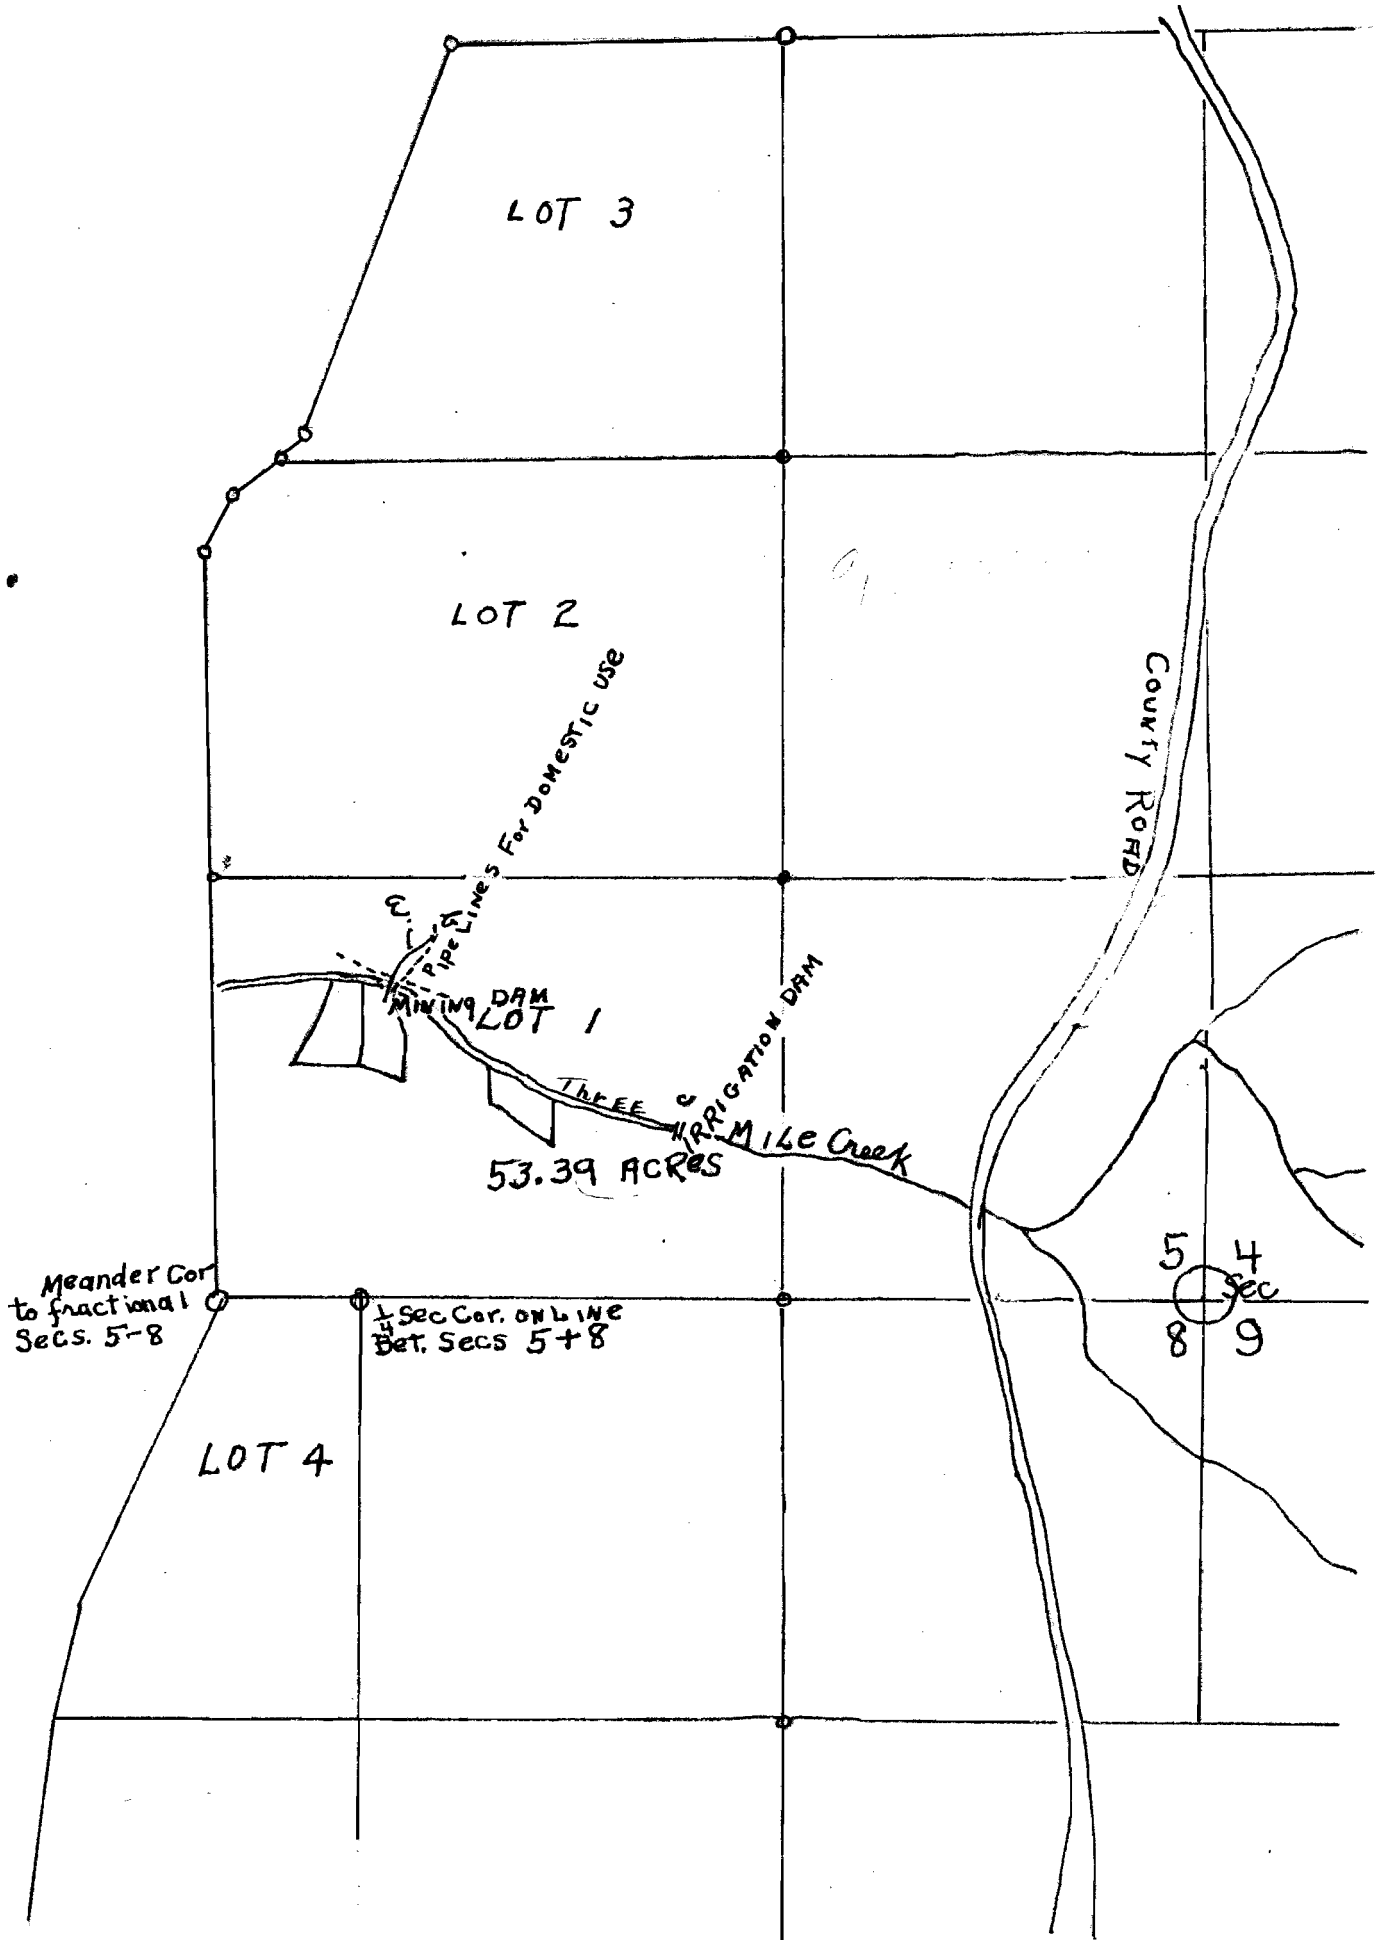 LOT 3
LOT 2
County ROAD
Pipe LINES For DOMESTIC USE
E.
MINING DAM
LOT 1
IRRIGATION DAM
C
ThrEE MILe Creek
53.39 ACRES
Meander Cor
to fractional
Secs. 5-8
1/4 Sec Cor. ON LINE
Bet. Secs 5 + 8
5 4
Sec
8 9
LOT 4